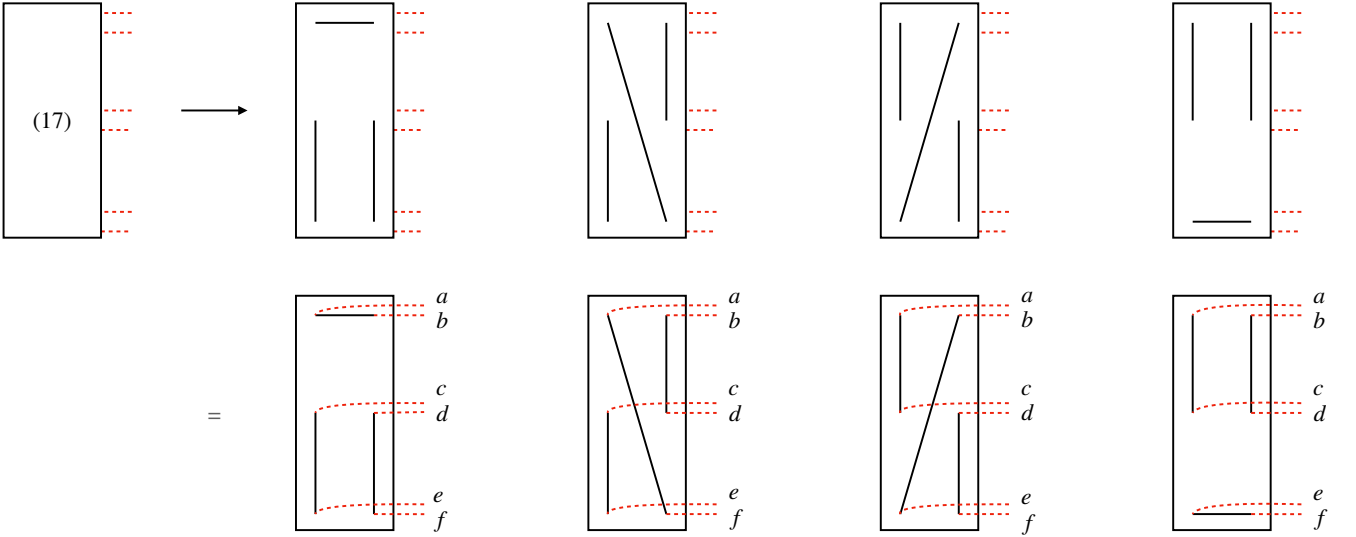 (17)
a a a a
b b b b
c c c c
= d d d d
e e e e
f f f f